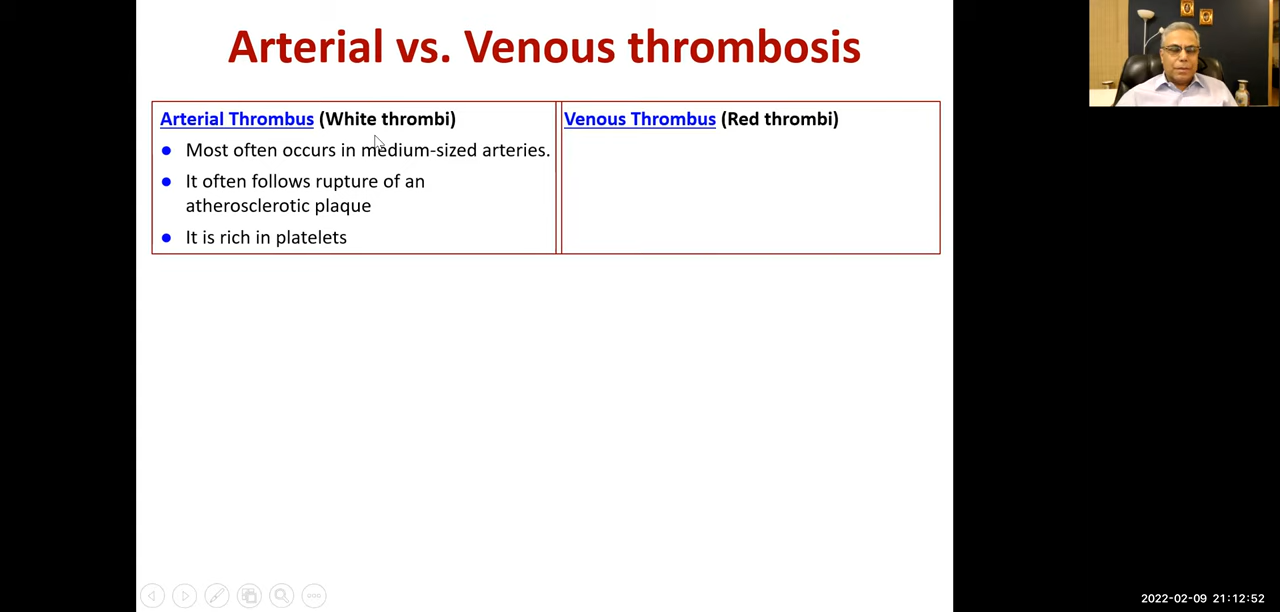 Arterial vs. Venous thrombosis
Arterial Thrombus (White thrombi)
● Most often occurs in medium-sized arteries.
● It often follows rupture of an
atherosclerotic plaque
● It is rich in platelets
Venous Thrombus (Red thrombi)
2022-02-09 21:12:52